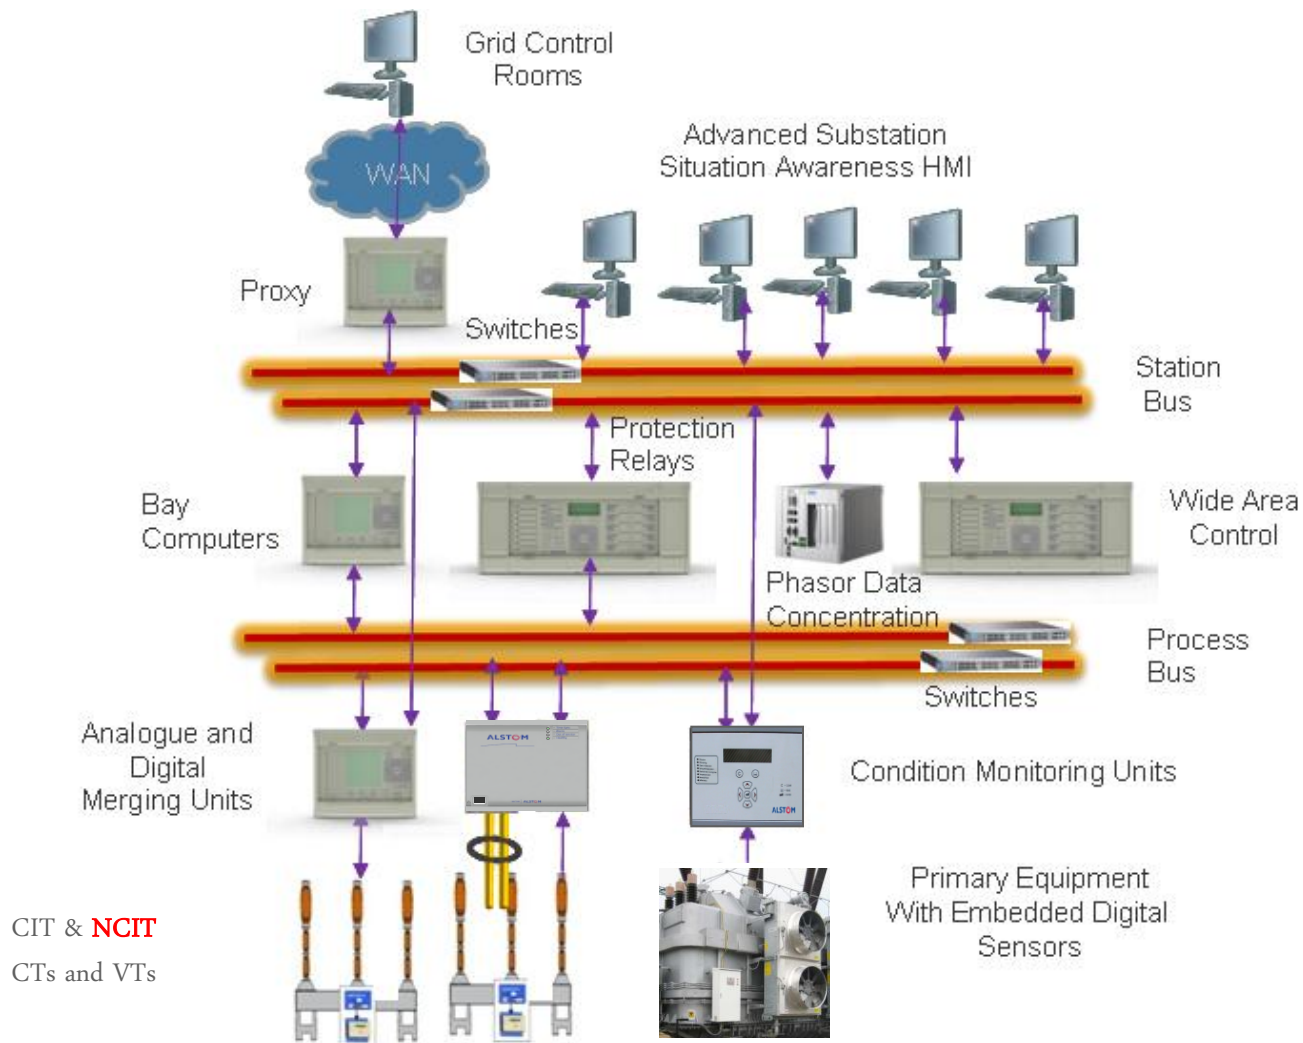 Grid Control
Rooms
WAN
Advanced Substation
Situation Awareness HMI
Proxy
Switches
Station
Bus
Protection
Relays
Bay
Computers
Wide Area
Control
Phasor Data
Concentration
Process
Bus
Switches
Analogue and
Digital
Merging Units
ALSTOM
ALSTOM
Condition Monitoring Units
ALSTOM
Primary Equipment
With Embedded Digital
Sensors
CIT & NCIT
CTs and VTs